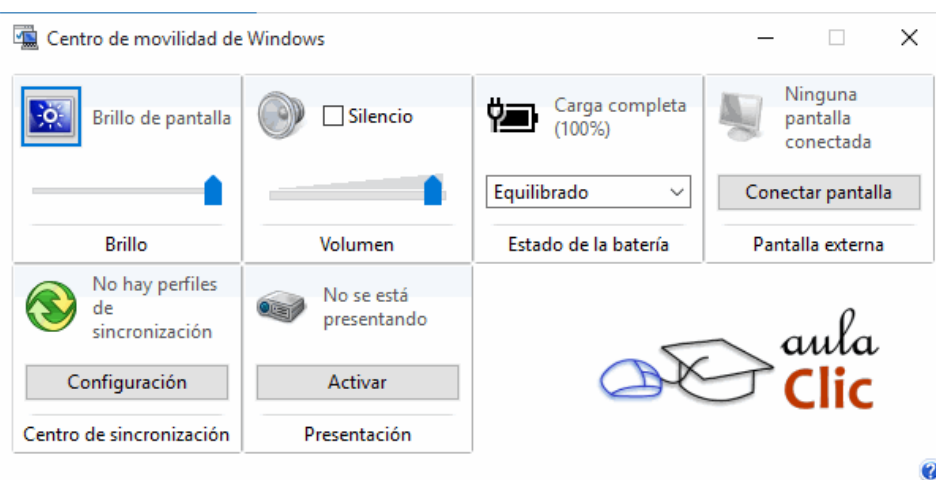 Centro de movilidad de Windows
Brillo de pantalla
Brillo
Silencio
Volumen
Carga completa
(100%)
Equilibrado
Estado de la batería
Ninguna
pantalla
conectada
Conectar pantalla
Pantalla externa
No hay perfiles
de
sincronización
Configuración
Centro de sincronización
No se está
presentando
Activar
Presentación
aula
Clic
?